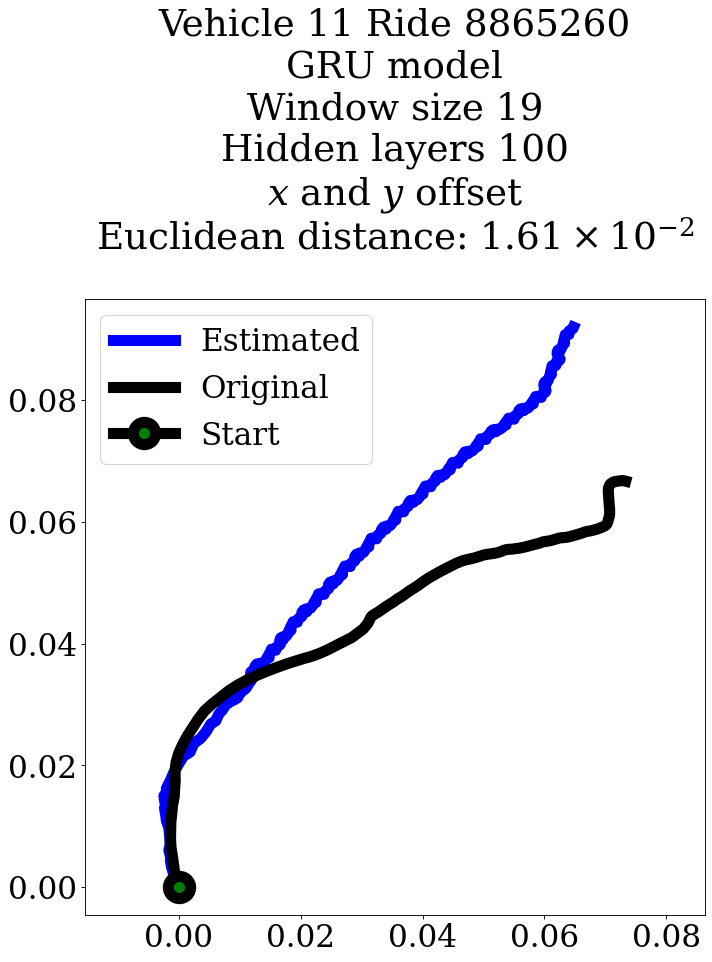 Vehicle 11 Ride 8865260
GRU model
Window size 19
Hidden layers 100
x and y offset
Euclidean distance: 1.61 × 10⁻²
Estimated
Original
Start
0.08
0.06
0.04
0.02
0.00
0.00 0.02 0.04 0.06 0.08